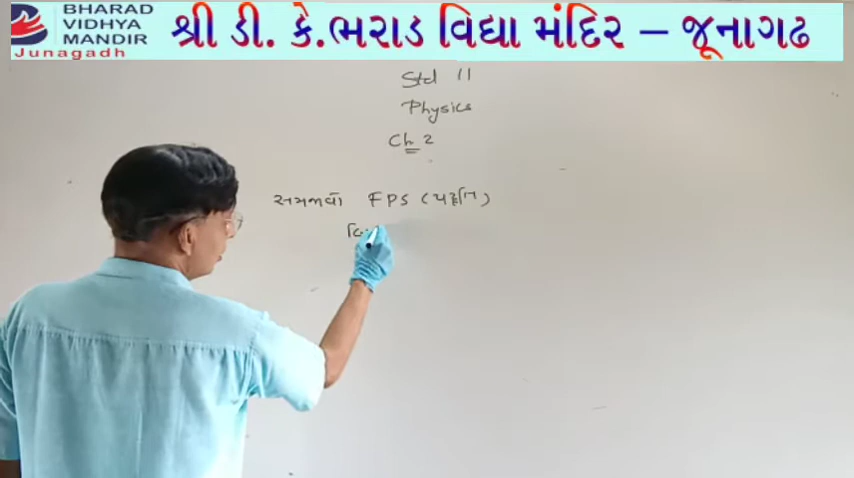 BHARAD
VIDHYA
MANDIR
Junagadh
શ્રી ડી. કે.ભરાડ વિદ્યા મંદિર – જૂનાગઢ
Std 11
Physics
Ch 2
સમજાવો FPS (પદ્ધતિ)